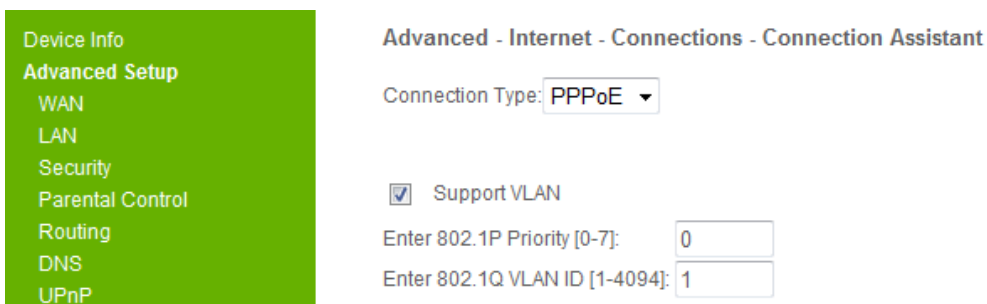 Device Info
Advanced Setup
WAN
LAN
Security
Parental Control
Routing
DNS
UPnP
Advanced - Internet - Connections - Connection Assistant
Connection Type: PPPoE
Support VLAN
Enter 802.1P Priority [0-7]: 0
Enter 802.1Q VLAN ID [1-4094]: 1